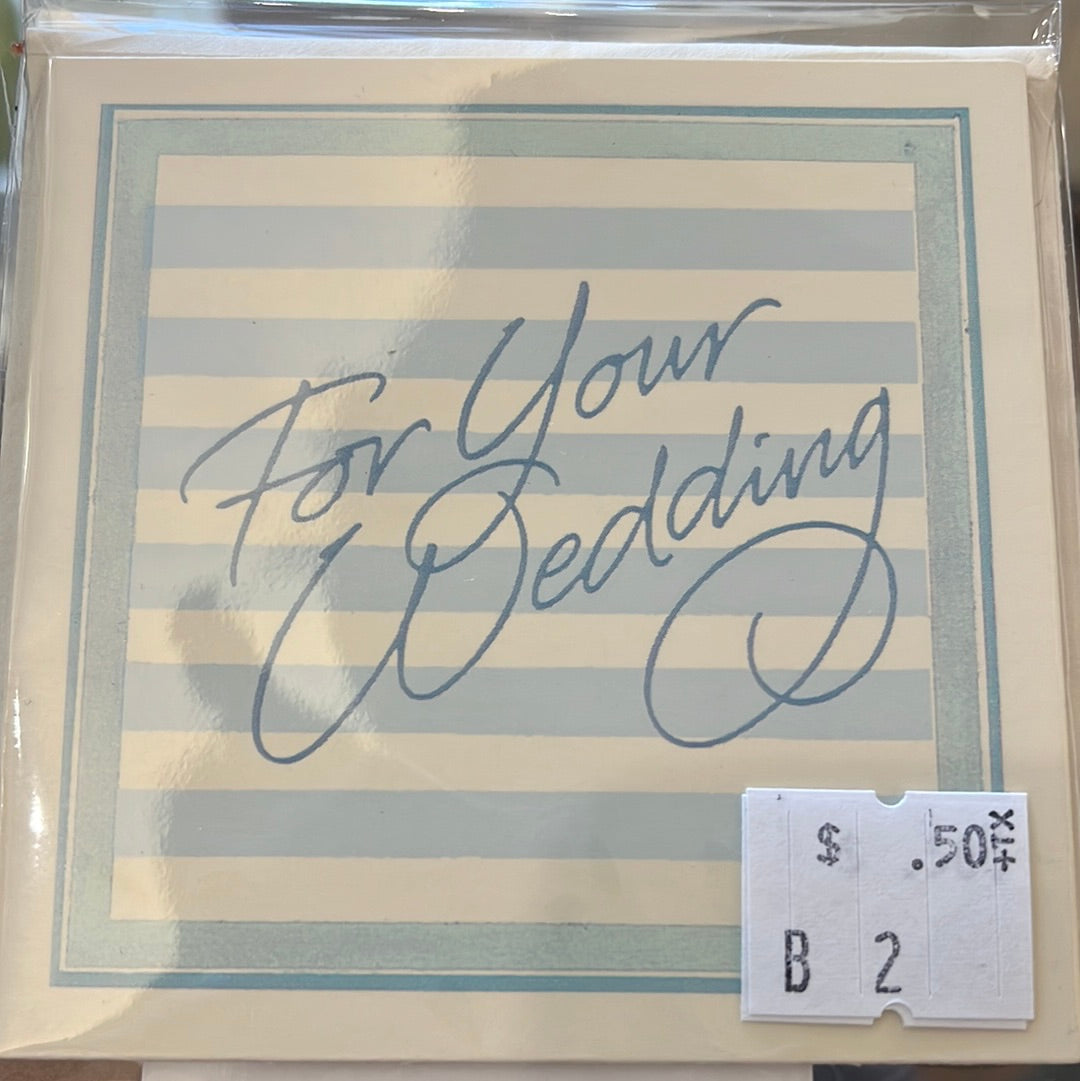 For Your
Wedding
$ .50 +x
B 2